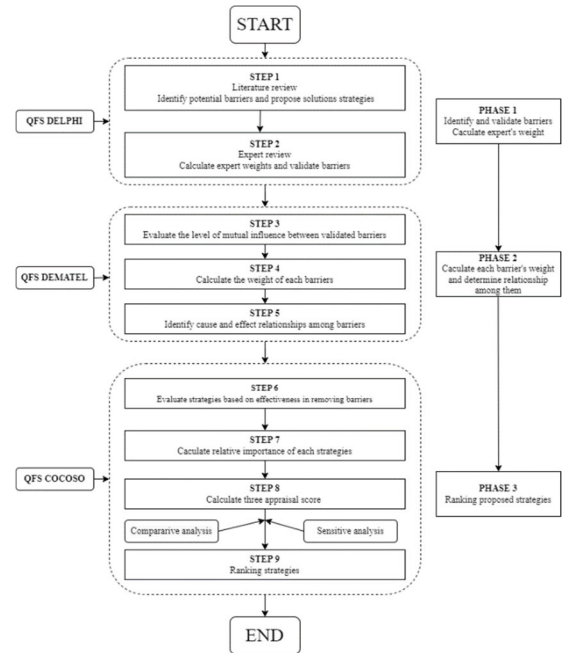 START
STEP 1
Literature review
Identify potential barriers and propose solutions strategies
QFS DELPHI
STEP 2
Expert review
Calculate expert weights and validate barriers
PHASE 1
Identify and validate barriers
Caculate expert's weight
STEP 3
Evaluate the level of mutual influence between validated barriers
QFS DEMATEL
STEP 4
Calculate the weight of each barriers
STEP 5
Identify cause and effect relationships among barriers
PHASE 2
Caculate each barrier's weight
and determine relationship
among them
STEP 6
Evaluate strategies based on effectiveness in removing barriers
STEP 7
Caculate relative importance of each strategies
QFS COCOSO
STEP 8
Calculate three appraisal score
Compararive analysis
Sensitive analysis
STEP 9
Ranking strategies
PHASE 3
Ranking proposed strategies
END